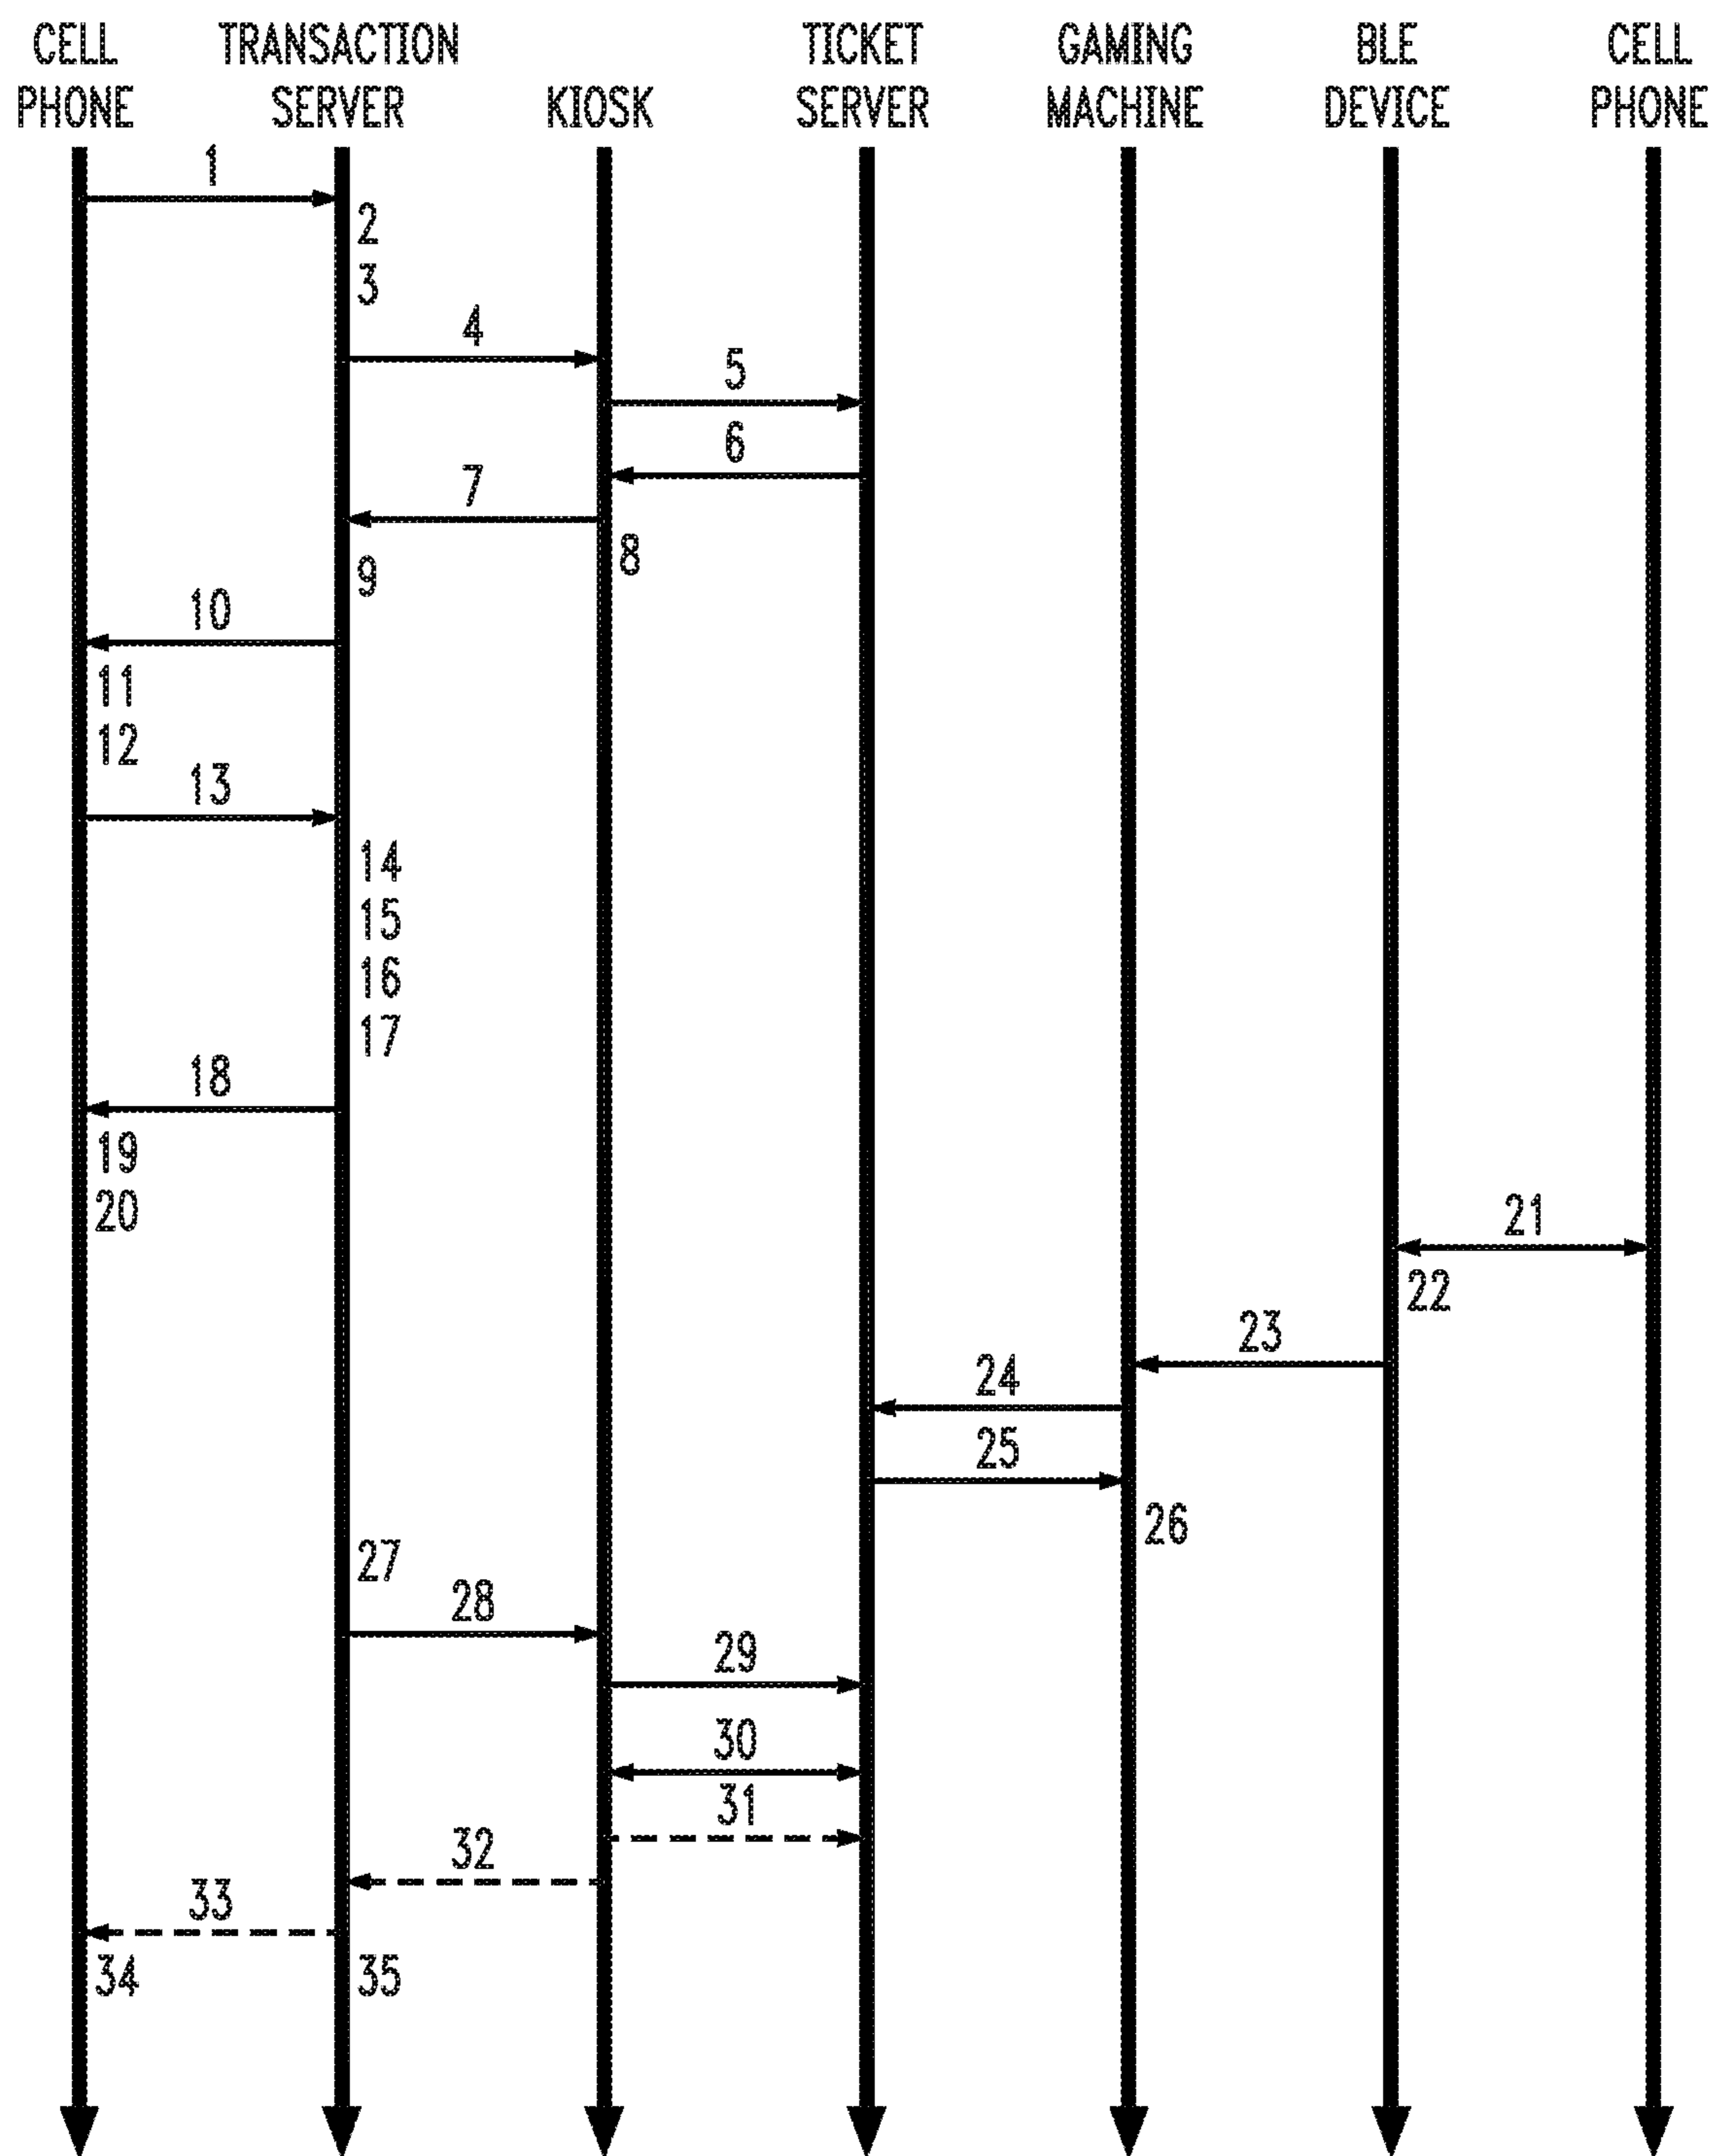 CELL
PHONE
TRANSACTION
SERVER
KIOSK
TICKET
SERVER
GAMING
MACHINE
BLE
DEVICE
CELL
PHONE
1
2
3
4
5
6
7
8
9
10
11
12
13
14
15
16
17
18
19
20
21
22
23
24
25
26
27
28
29
30
31
32
33
34
35